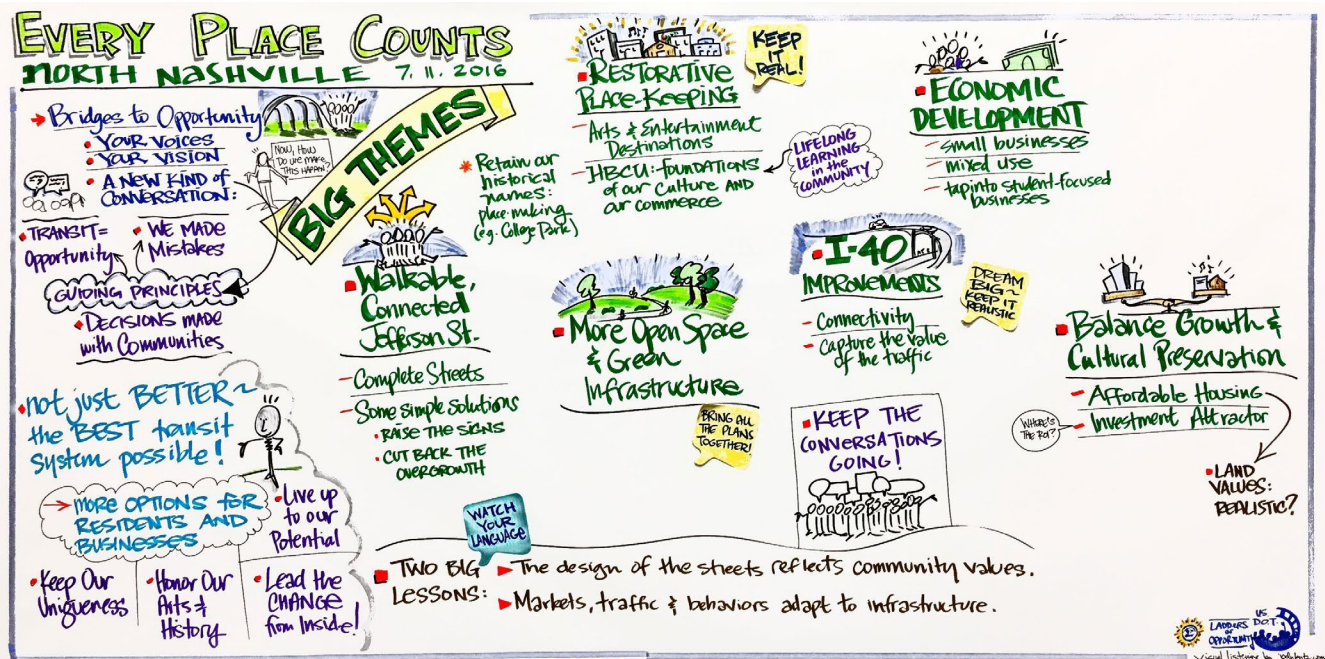 EVERY PLACE COUNTS
NORTH NASHVILLE 7.11.2016
Bridges to Opportunity
YOUR VOICES
YOUR VISION
A NEW KIND of
CONVERSATION:
NOW, HOW
DO WE MAKE
THIS HAPPEN?
TRANSIT=
Opportunity
WE MADE
Mistakes
GUIDING PRINCIPLES
DECISIONS MADE
with Communities
not just BETTER~
the BEST transit
system possible!
MORE OPTIONS for
RESIDENTS AND
BUSINESSES
Live up
to our
Potential
Keep Our
Uniqueness
Honor Our
Arts &
History
Lead the
CHANGE
from Inside!
BIG THEMES
Walkable,
Connected
Jefferson St.
Complete Streets
Some simple solutions
RAISE THE SIGNS
CUT BACK THE
OVERGROWTH
* Retain our
historical
names:
place-making
(e.g. College Park)
RESTORATIVE
PLACE-KEEPING
Arts & Entertainment
Destinations
HBCU: foundations
of our Culture and
our commerce
KEEP
IT
REAL!
LIFELONG
LEARNING
in the
COMMUNITY
ECONOMIC
DEVELOPMENT
small businesses
mixed use
tap into student-focused
businesses
More Open Space
& Green
Infrastructure
BRING ALL
THE PLANS
TOGETHER!
I-40
IMPROVEMENTS
Connectivity
Capture the value
of the traffic
DREAM
BIG~
KEEP IT
REALISTIC
Balance Growth &
Cultural Preservation
Affordable Housing
Investment Attractor
WHERE'S
THE ROI?
LAND
VALUES:
REALISTIC?
KEEP THE
CONVERSATIONS
GOING!
WATCH
YOUR
LANGUAGE
TWO BIG
LESSONS:
The design of the streets reflects community values.
Markets, traffic & behaviors adapt to infrastructure.
LADDERS
of
OPPORTUNITY
US
D.O.T.
visual listening by